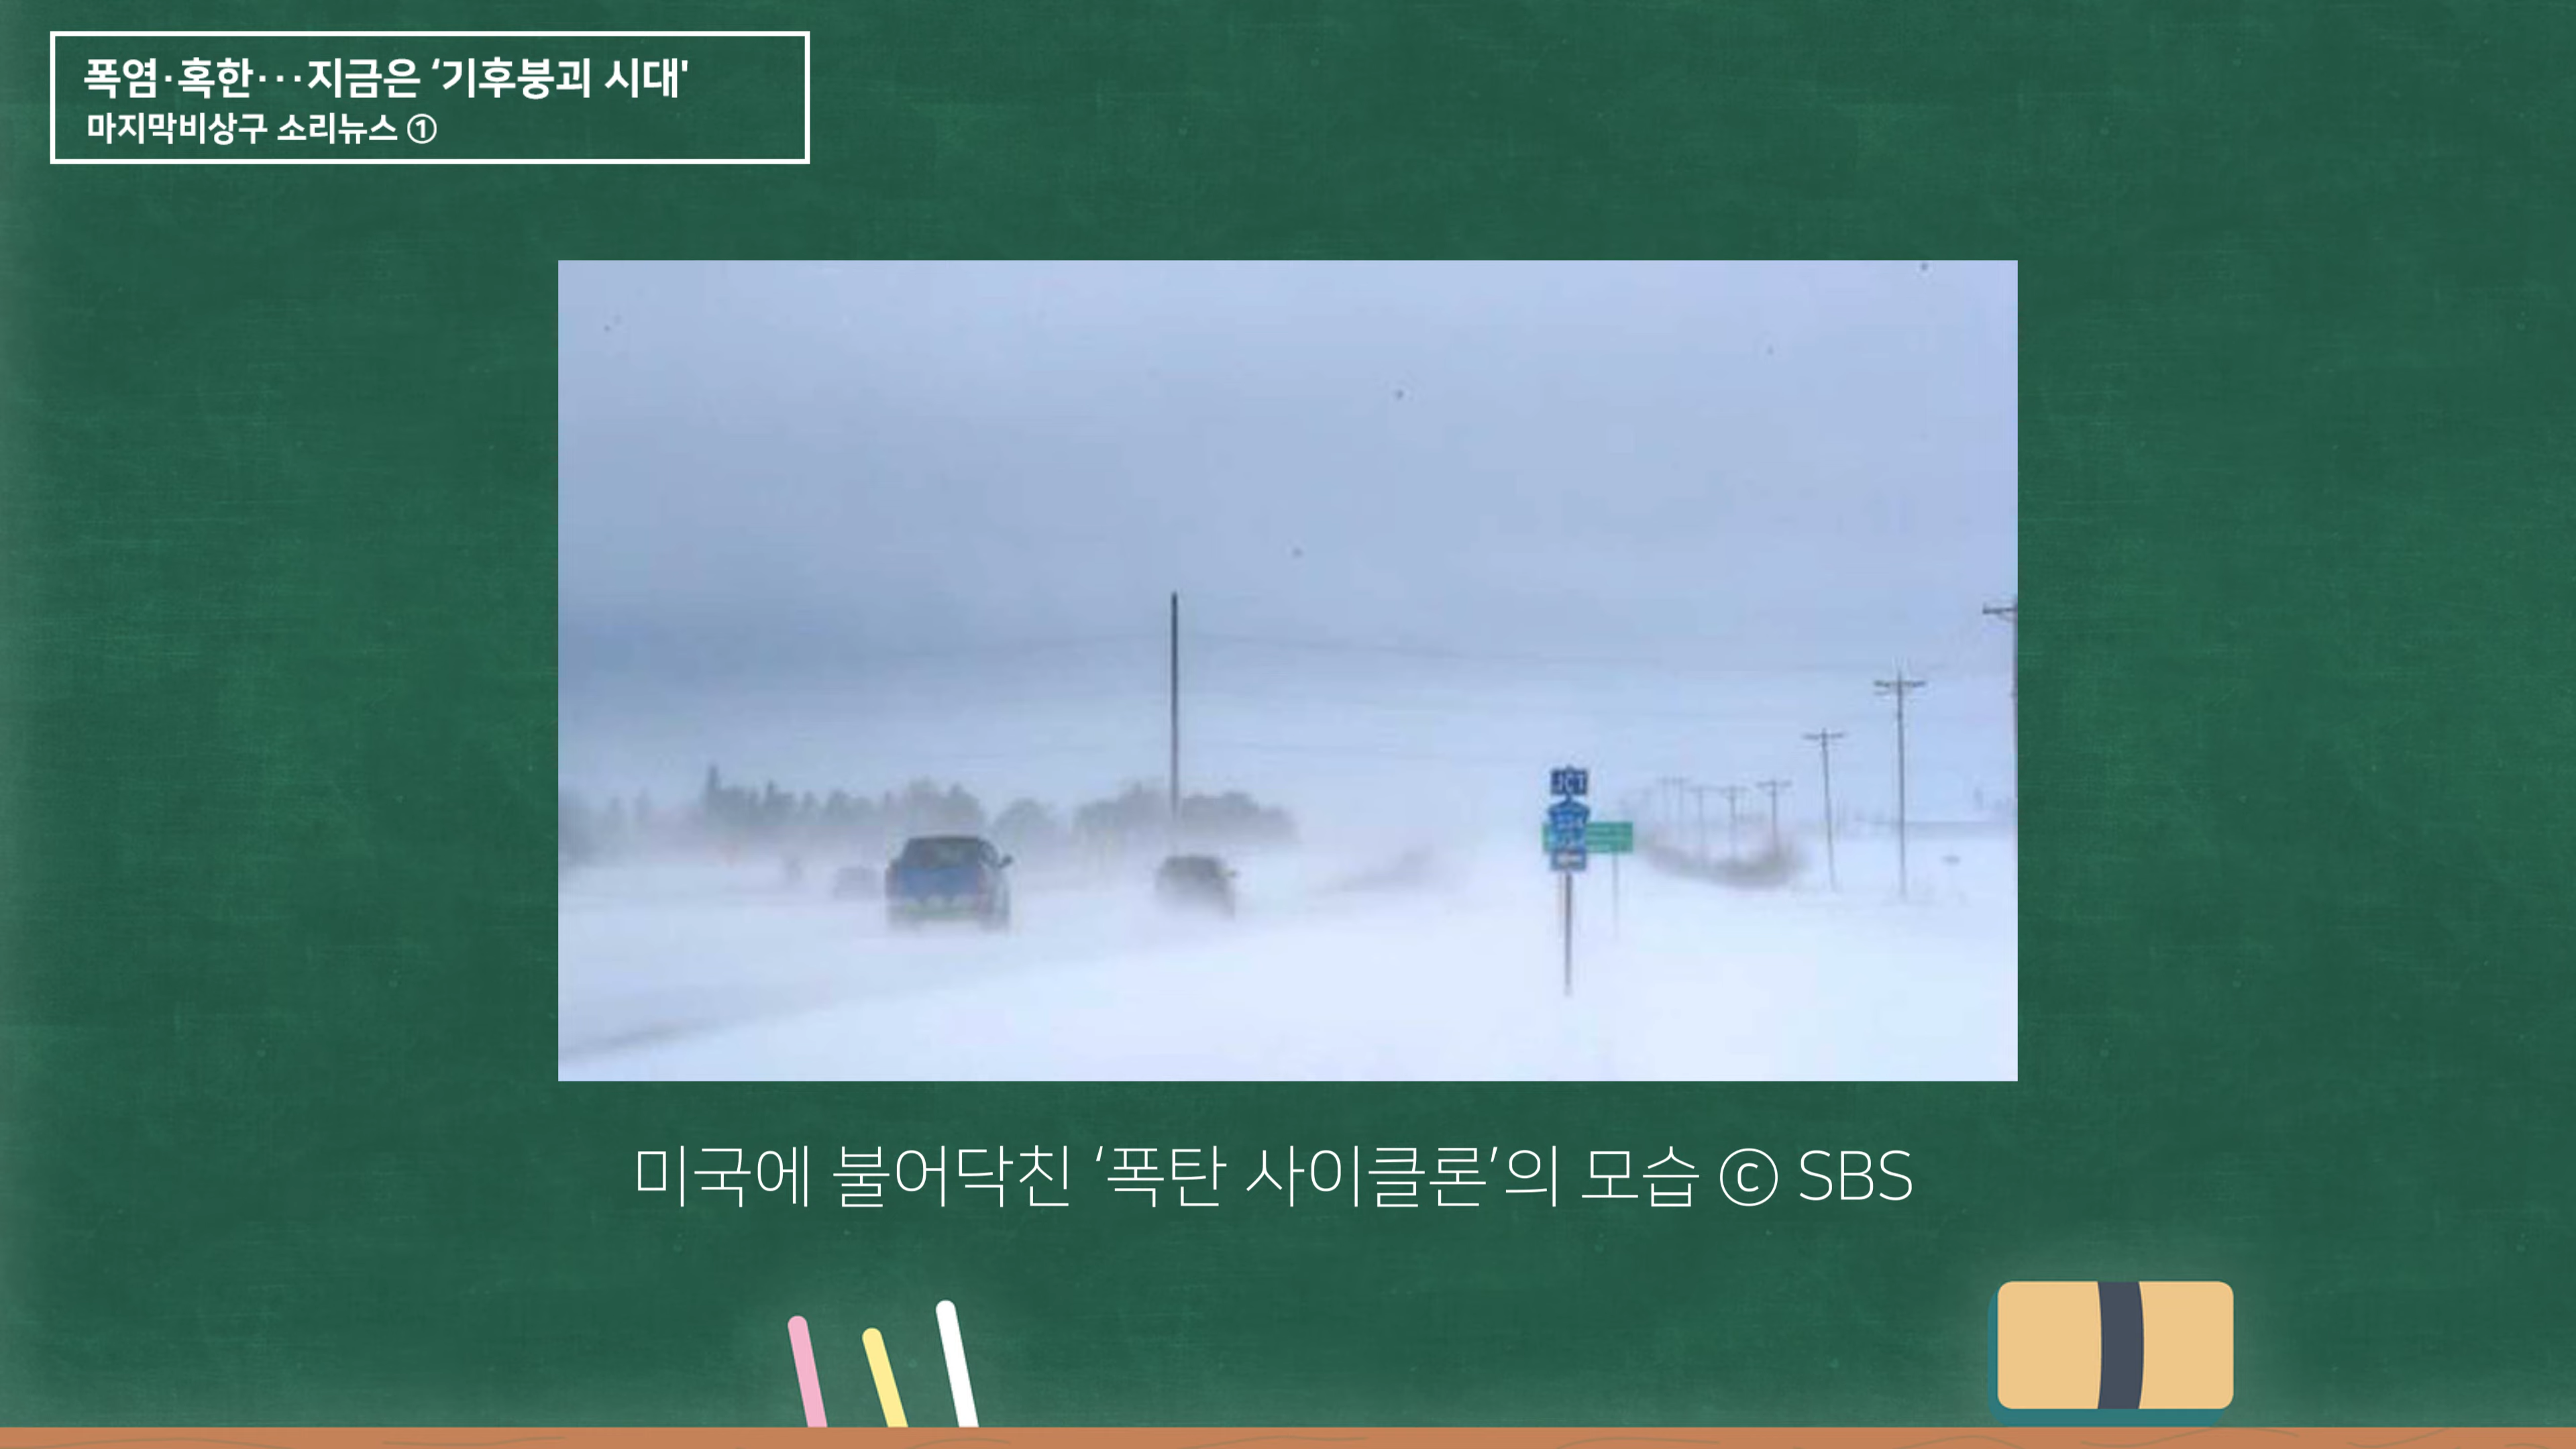 폭염·혹한···지금은 ‘기후붕괴 시대'
마지막비상구 소리뉴스 ①
JCT
미국에 불어닥친 ‘폭탄 사이클론’의 모습 ⓒ SBS